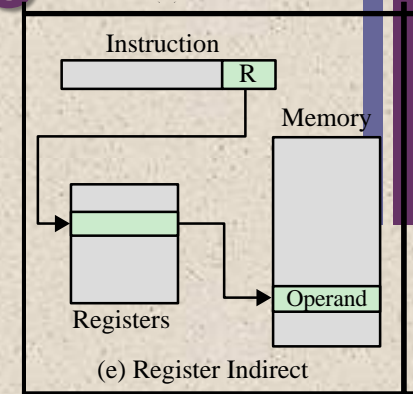 Instruction
R
Memory
Operand
Registers
(e) Register Indirect